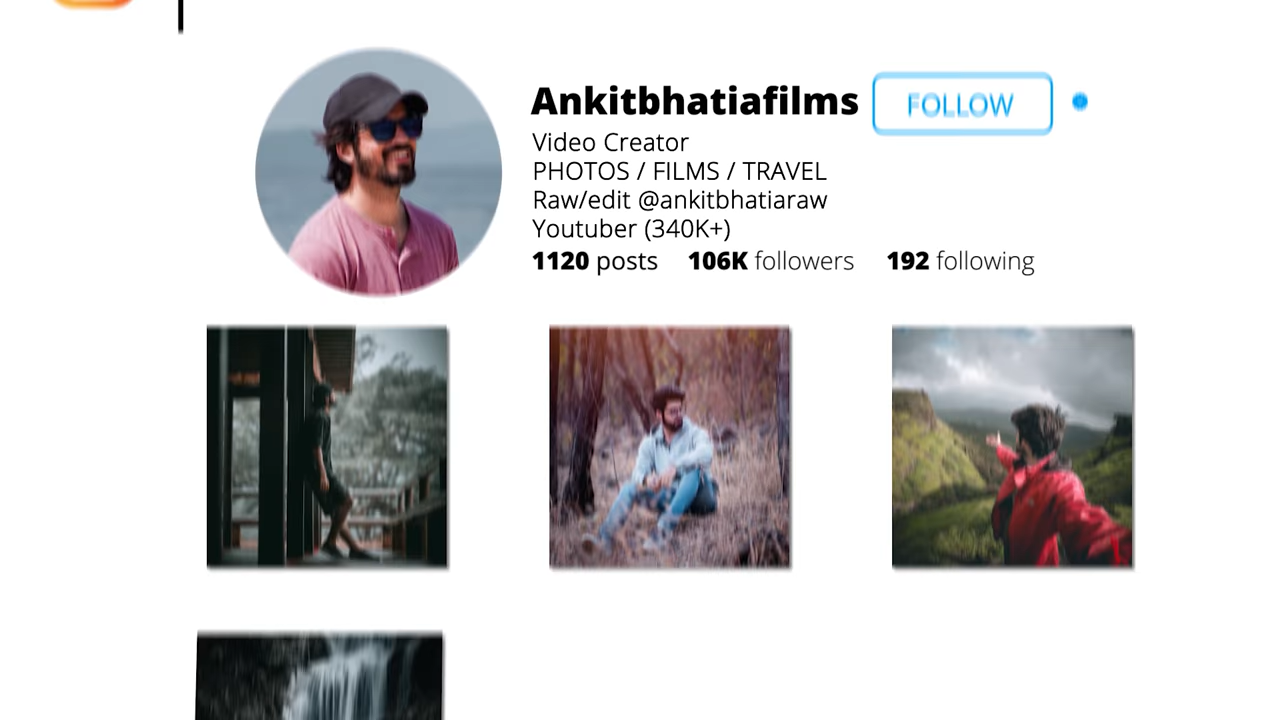 Ankitbhatiafilms FOLLOW
Video Creator
PHOTOS / FILMS / TRAVEL
Raw/edit @ankitbhatiaraw
Youtuber (340K+)
1120 posts 106K followers 192 following